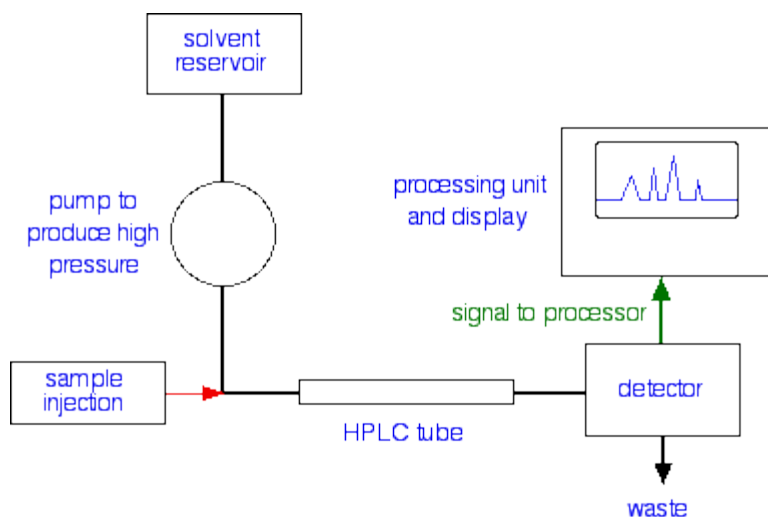 solvent
reservoir
pump to
produce high
pressure
processing unit
and display
signal to processor
sample
injection
detector
HPLC tube
waste